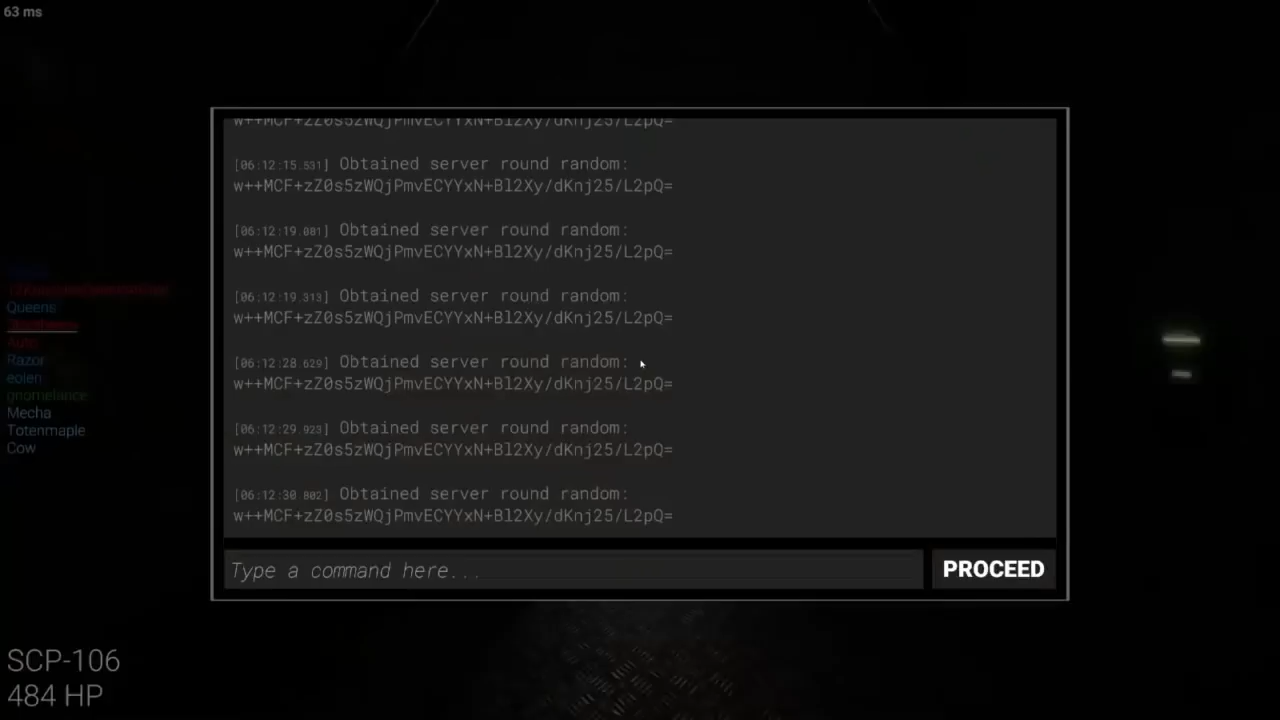 63 ms
w++MCF+zZ0s5zWQjPmvECYYxN+Bl2Xy/dKnj25/L2pQ=
[06:12:15.531] Obtained server round random:
w++MCF+zZ0s5zWQjPmvECYYxN+Bl2Xy/dKnj25/L2pQ=
[06:12:19.081] Obtained server round random:
w++MCF+zZ0s5zWQjPmvECYYxN+Bl2Xy/dKnj25/L2pQ=
[06:12:19.313] Obtained server round random:
w++MCF+zZ0s5zWQjPmvECYYxN+Bl2Xy/dKnj25/L2pQ=
[06:12:28.629] Obtained server round random:
w++MCF+zZ0s5zWQjPmvECYYxN+Bl2Xy/dKnj25/L2pQ=
[06:12:29.923] Obtained server round random:
w++MCF+zZ0s5zWQjPmvECYYxN+Bl2Xy/dKnj25/L2pQ=
[06:12:30.802] Obtained server round random:
w++MCF+zZ0s5zWQjPmvECYYxN+Bl2Xy/dKnj25/L2pQ=
Type a command here...
PROCEED
Queens
Auto
Razor
eolen
gnomeliance
Mecha
Totenmaple
Cow
SCP-106
484 HP